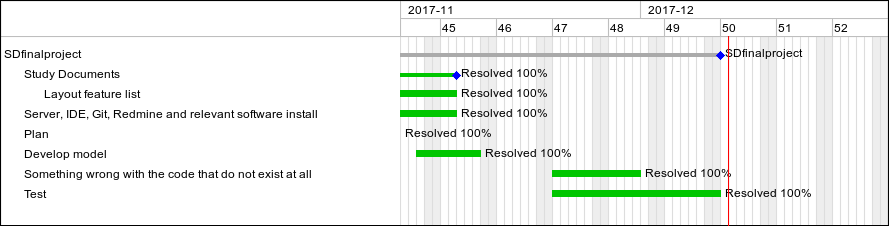 2017-11 2017-12
45 46 47 48 49 50 51 52
SDfinalproject SDfinalproject
Study Documents Resolved 100%
Layout feature list Resolved 100%
Server, IDE, Git, Redmine and relevant software install Resolved 100%
Plan Resolved 100%
Develop model Resolved 100%
Something wrong with the code that do not exist at all Resolved 100%
Test Resolved 100%